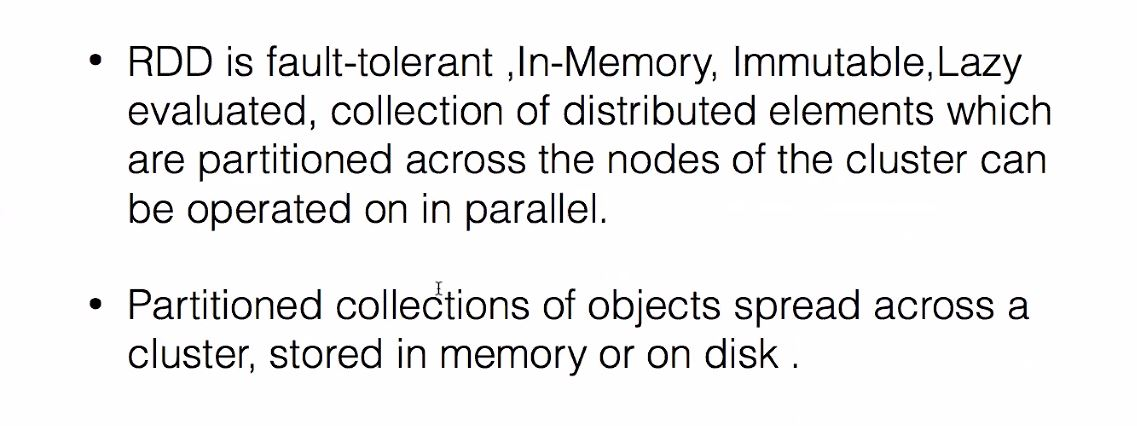 • RDD is fault-tolerant ,In-Memory, Immutable,Lazy
evaluated, collection of distributed elements which
are partitioned across the nodes of the cluster can
be operated on in parallel.
• Partitioned collections of objects spread across a
cluster, stored in memory or on disk .